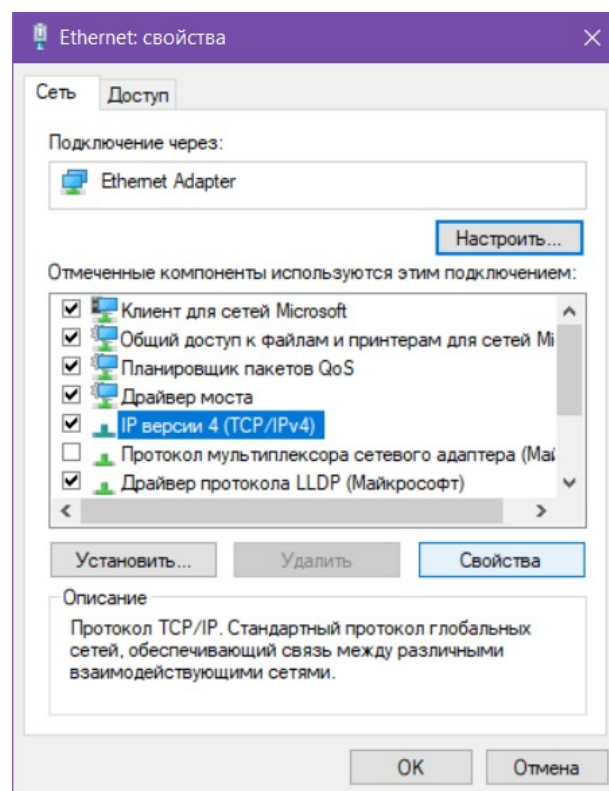 Ethernet: свойства
Сеть Доступ
Подключение через:
Ethernet Adapter
Настроить...
Отмеченные компоненты используются этим подключением:
Клиент для сетей Microsoft
Общий доступ к файлам и принтерам для сетей Mi
Планировщик пакетов QoS
Драйвер моста
IP версии 4 (TCP/IPv4)
Протокол мультиплексора сетевого адаптера (Май
Драйвер протокола LLDP (Майкрософт)
Установить... Удалить Свойства
Описание
Протокол TCP/IP. Стандартный протокол глобальных
сетей, обеспечивающий связь между различными
взаимодействующими сетями.
OK Отмена